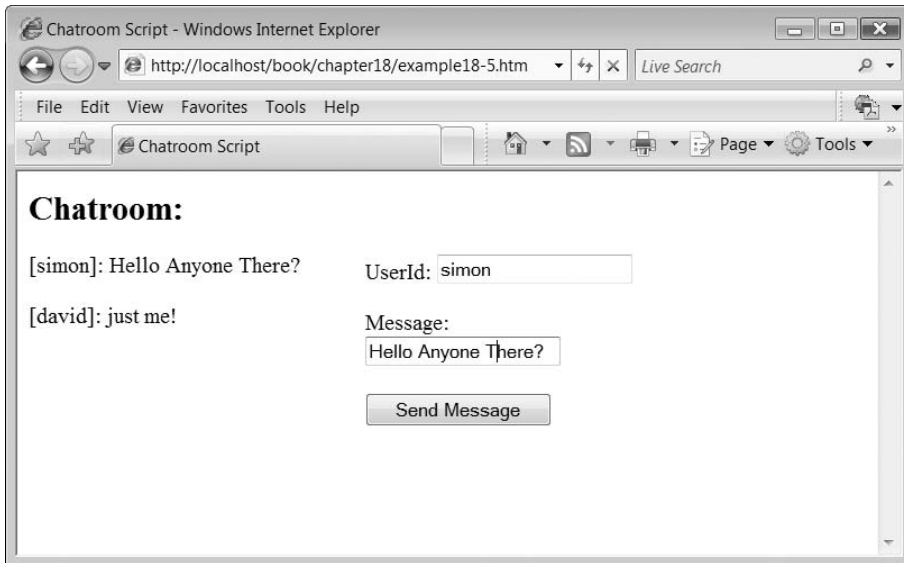 Chatroom Script - Windows Internet Explorer
http://localhost/book/chapter18/example18-5.htm
Live Search
File Edit View Favorites Tools Help
Chatroom Script
Page Tools
Chatroom:
[simon]: Hello Anyone There?
UserId: simon
[david]: just me!
Message:
Hello Anyone There?
Send Message